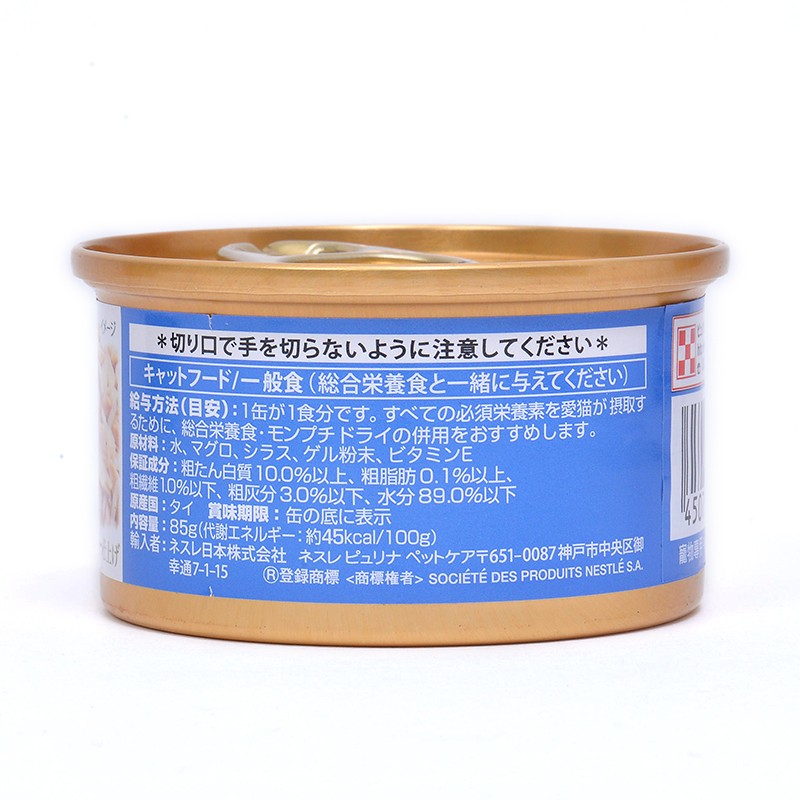 イメージ
＊切り口で手を切らないように注意してください＊
キャットフード/一般食（総合栄養食と一緒に与えてください）
給与方法（目安）：1缶が1食分です。すべての必須栄養素を愛猫が摂取す
るために、総合栄養食・モンプチドライの併用をおすすめします。
原材料：水、マグロ、シラス、ゲル粉末、ビタミンE
保証成分：粗たん白質10.0%以上、粗脂肪0.1%以上、
粗繊維1.0%以下、粗灰分3.0%以下、水分89.0%以下
原産国：タイ 賞味期限：缶の底に表示
内容量：85g（代謝エネルギー：約45kcal/100g）
輸入者：ネスレ日本株式会社 ネスレ ピュリナ ペットケア〒651-0087神戸市中央区御
幸通7-1-15 ®登録商標 <商標権者> SOCIÉTÉ DES PRODUITS NESTLÉ S.A.
上げ
寵物專